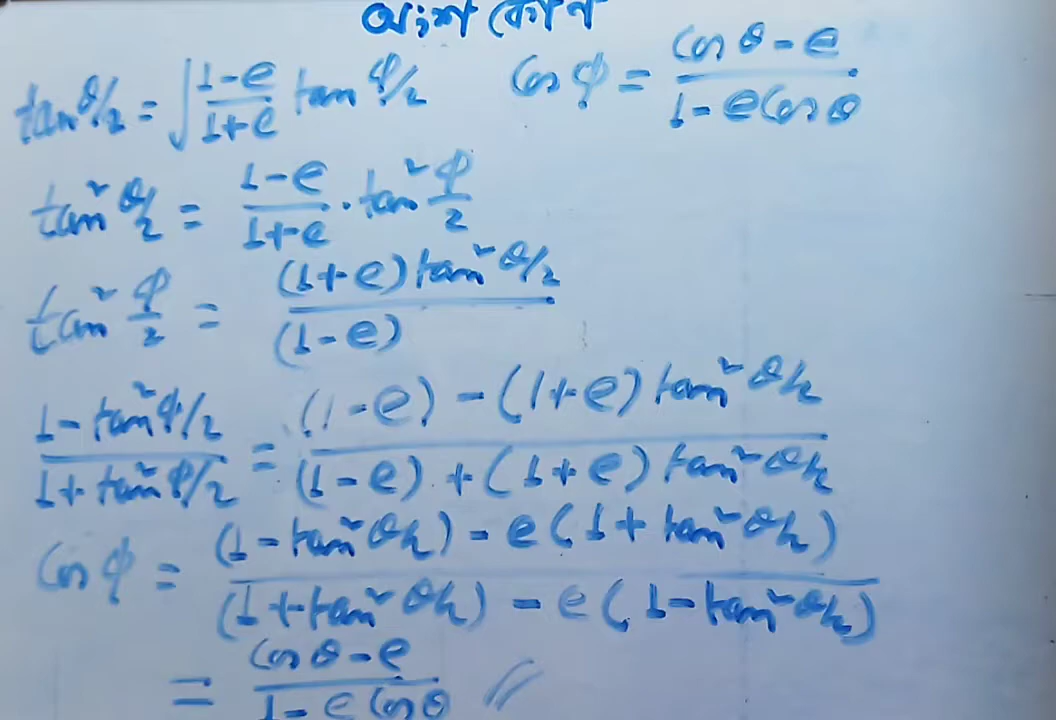 অংশ কোণ
tan θ/2 = √((1-e)/(1+e)) tan φ/2    Cos φ = (Cos θ - e)/(1 - e Cos θ)
tan² θ/2 = (1-e)/(1+e) · tan² φ/2
tan² φ/2 = ((1+e) tan² θ/2)/(1-e)
(1 - tan² φ/2)/(1 + tan² φ/2) = ((1-e) - (1+e) tan² θ/2)/((1-e) + (1+e) tan² θ/2)
Cos φ = ((1 - tan² θ/2) - e(1 + tan² θ/2))/((1 + tan² θ/2) - e(1 - tan² θ/2))
= (Cos θ - e)/(1 - e Cos θ) //